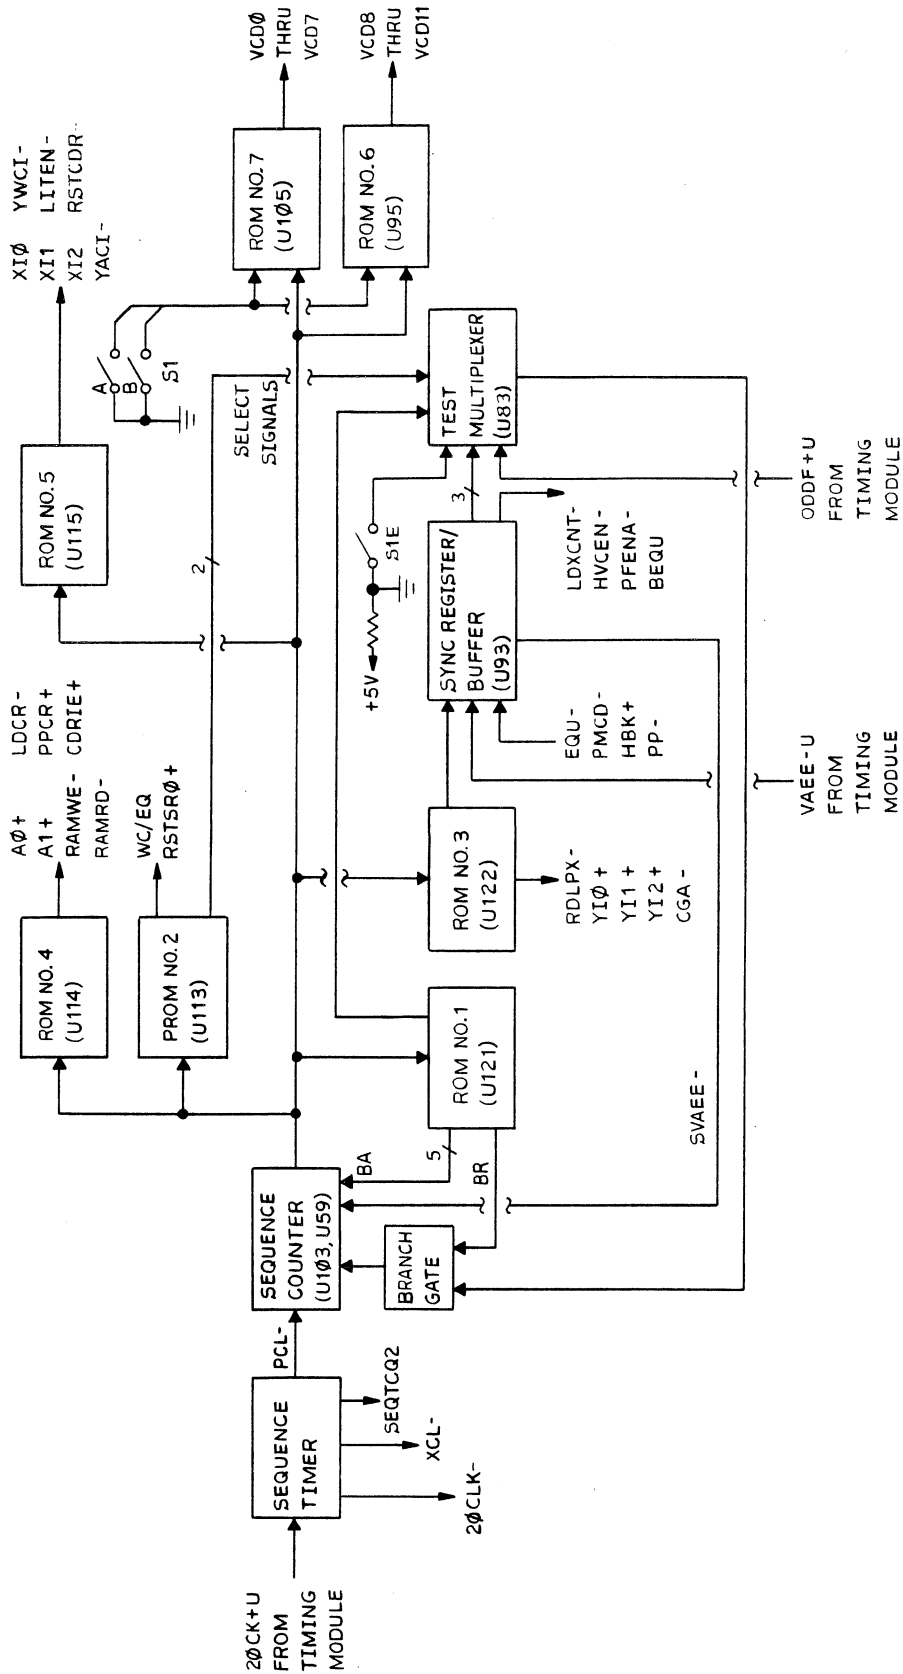 2ØCK+U
FROM
TIMING
MODULE
SEQUENCE
TIMER
2ØCLK-
XCL-
SEQTCQ2
PCL-
SEQUENCE
COUNTER
(U1Ø3,U59)
BRANCH
GATE
BA
5
BR
ROM NO.4
(U114)
AØ+ LDCR-
A1+ PPCR+
RAMWE- CDRIE+
RAMRD-
PROM NO.2
(U113)
WC/EQ
RSTSRØ+
2
SELECT
SIGNALS
ROM NO.1
(U121)
ROM NO.3
(U122)
RDLPX-
YIØ+
YI1+
YI2+
CGA-
SVAEE-
ROM NO.5
(U115)
XIØ YWCI-
XI1 LITEN-
XI2 RSTCDR-
YACI-
+5V
S1E
SYNC REGISTER/
BUFFER
(U93)
EQU-
PMCD-
HBK+
PP-
VAEE-U
FROM
TIMING
MODULE
3
LDXCNT-
HVCEN-
PFENA-
BEQU
TEST
MULTIPLEXER
(U83)
ODDF+U
FROM
TIMING
MODULE
A
B
S1
ROM NO.7
(U1Ø5)
VCDØ
THRU
VCD7
ROM NO.6
(U95)
VCD8
THRU
VCD11